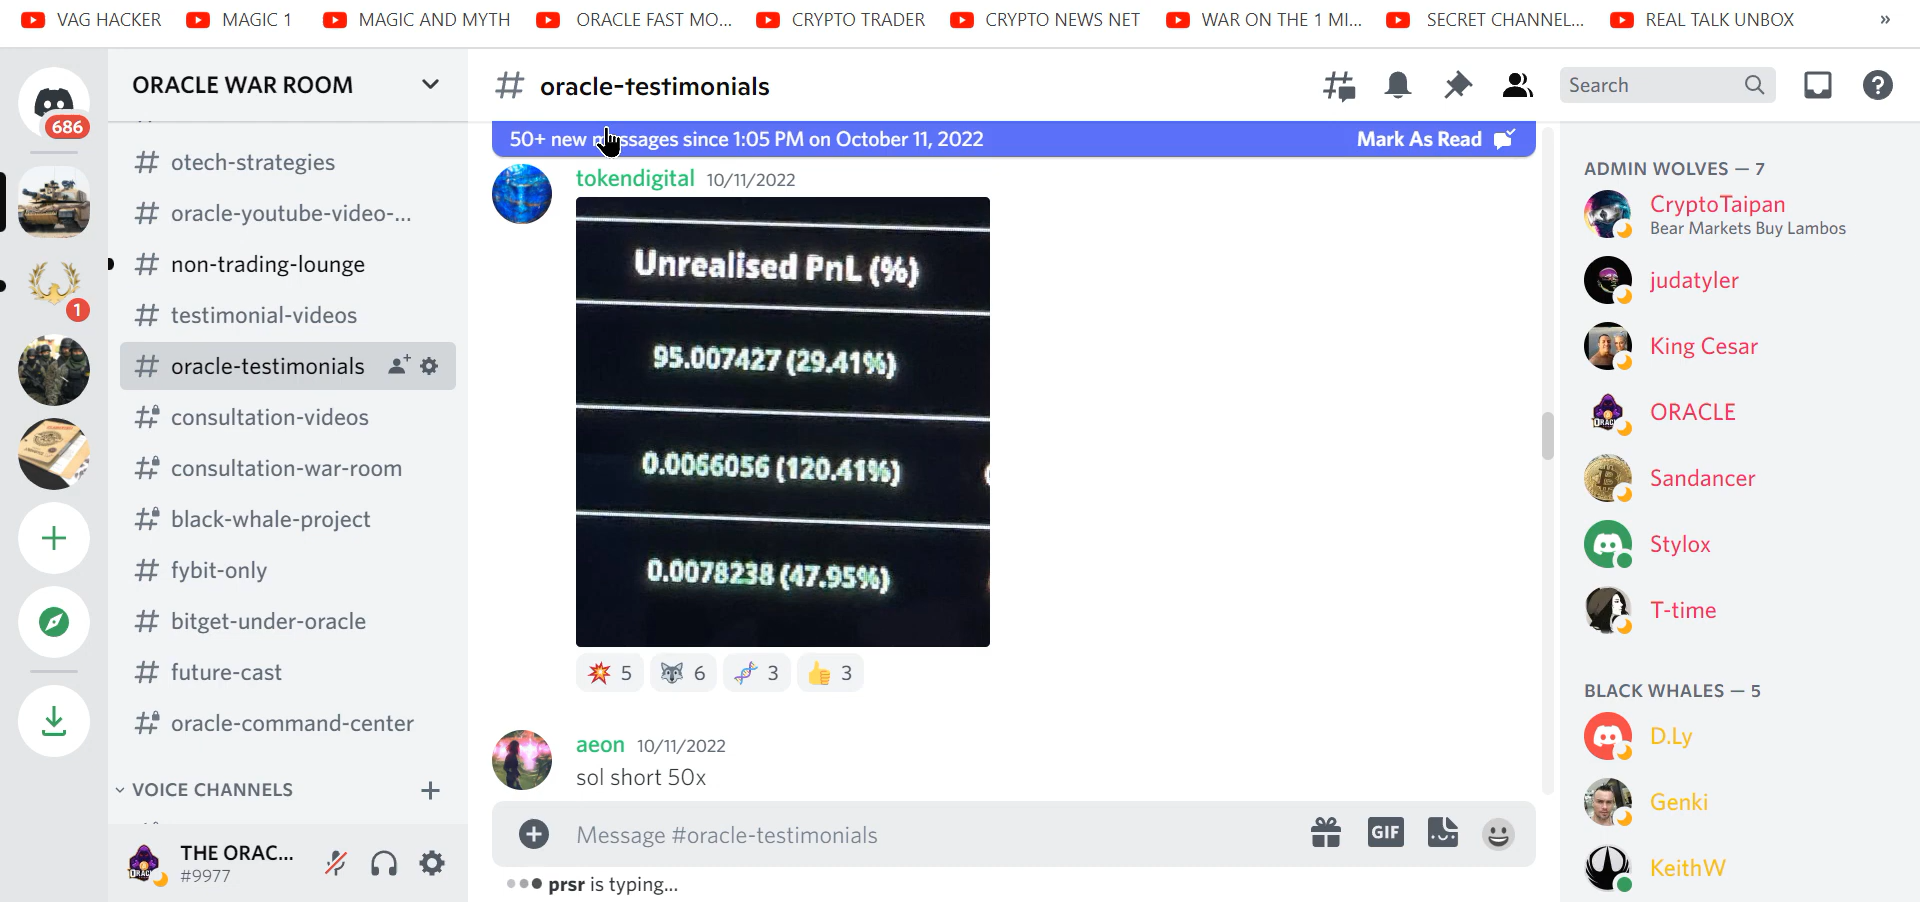 VAG HACKER MAGIC 1 MAGIC AND MYTH ORACLE FAST MO... CRYPTO TRADER CRYPTO NEWS NET WAR ON THE 1 MI... SECRET CHANNEL... REAL TALK UNBOX »
686
1
ORACLE WAR ROOM
otech-strategies
oracle-youtube-video-...
non-trading-lounge
testimonial-videos
oracle-testimonials
consultation-videos
consultation-war-room
black-whale-project
fybit-only
bitget-under-oracle
future-cast
oracle-command-center
VOICE CHANNELS
THE ORAC...
#9977
# oracle-testimonials
Search
50+ new messages since 1:05 PM on October 11, 2022 Mark As Read
tokendigital 10/11/2022
Unrealised PnL (%)
95.007427 (29.41%)
0.0066056 (120.41%)
0.0078238 (47.95%)
5 6 3 3
aeon 10/11/2022
sol short 50x
Message #oracle-testimonials
GIF
prsr is typing...
ADMIN WOLVES — 7
CryptoTaipan
Bear Markets Buy Lambos
judatyler
King Cesar
ORACLE
Sandancer
Stylox
T-time
BLACK WHALES — 5
D.Ly
Genki
KeithW